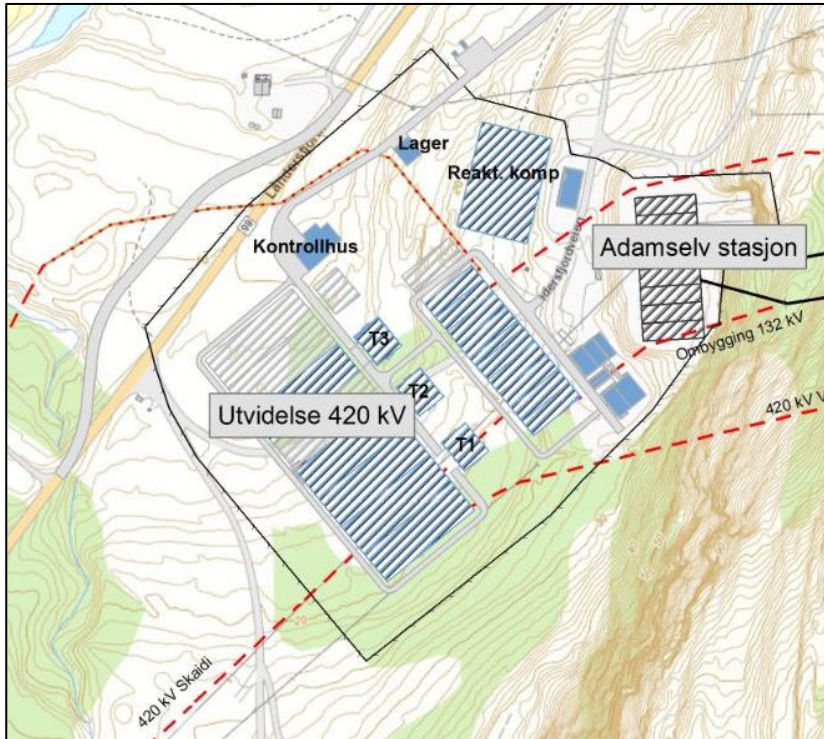 Lager
Reakt. komp
Kontrollhus
98
Adamselv stasjon
T3
Ombygging 132 kV
T2
Utvidelse 420 kV
420 kV V
T1
20
420 kV Skaidi